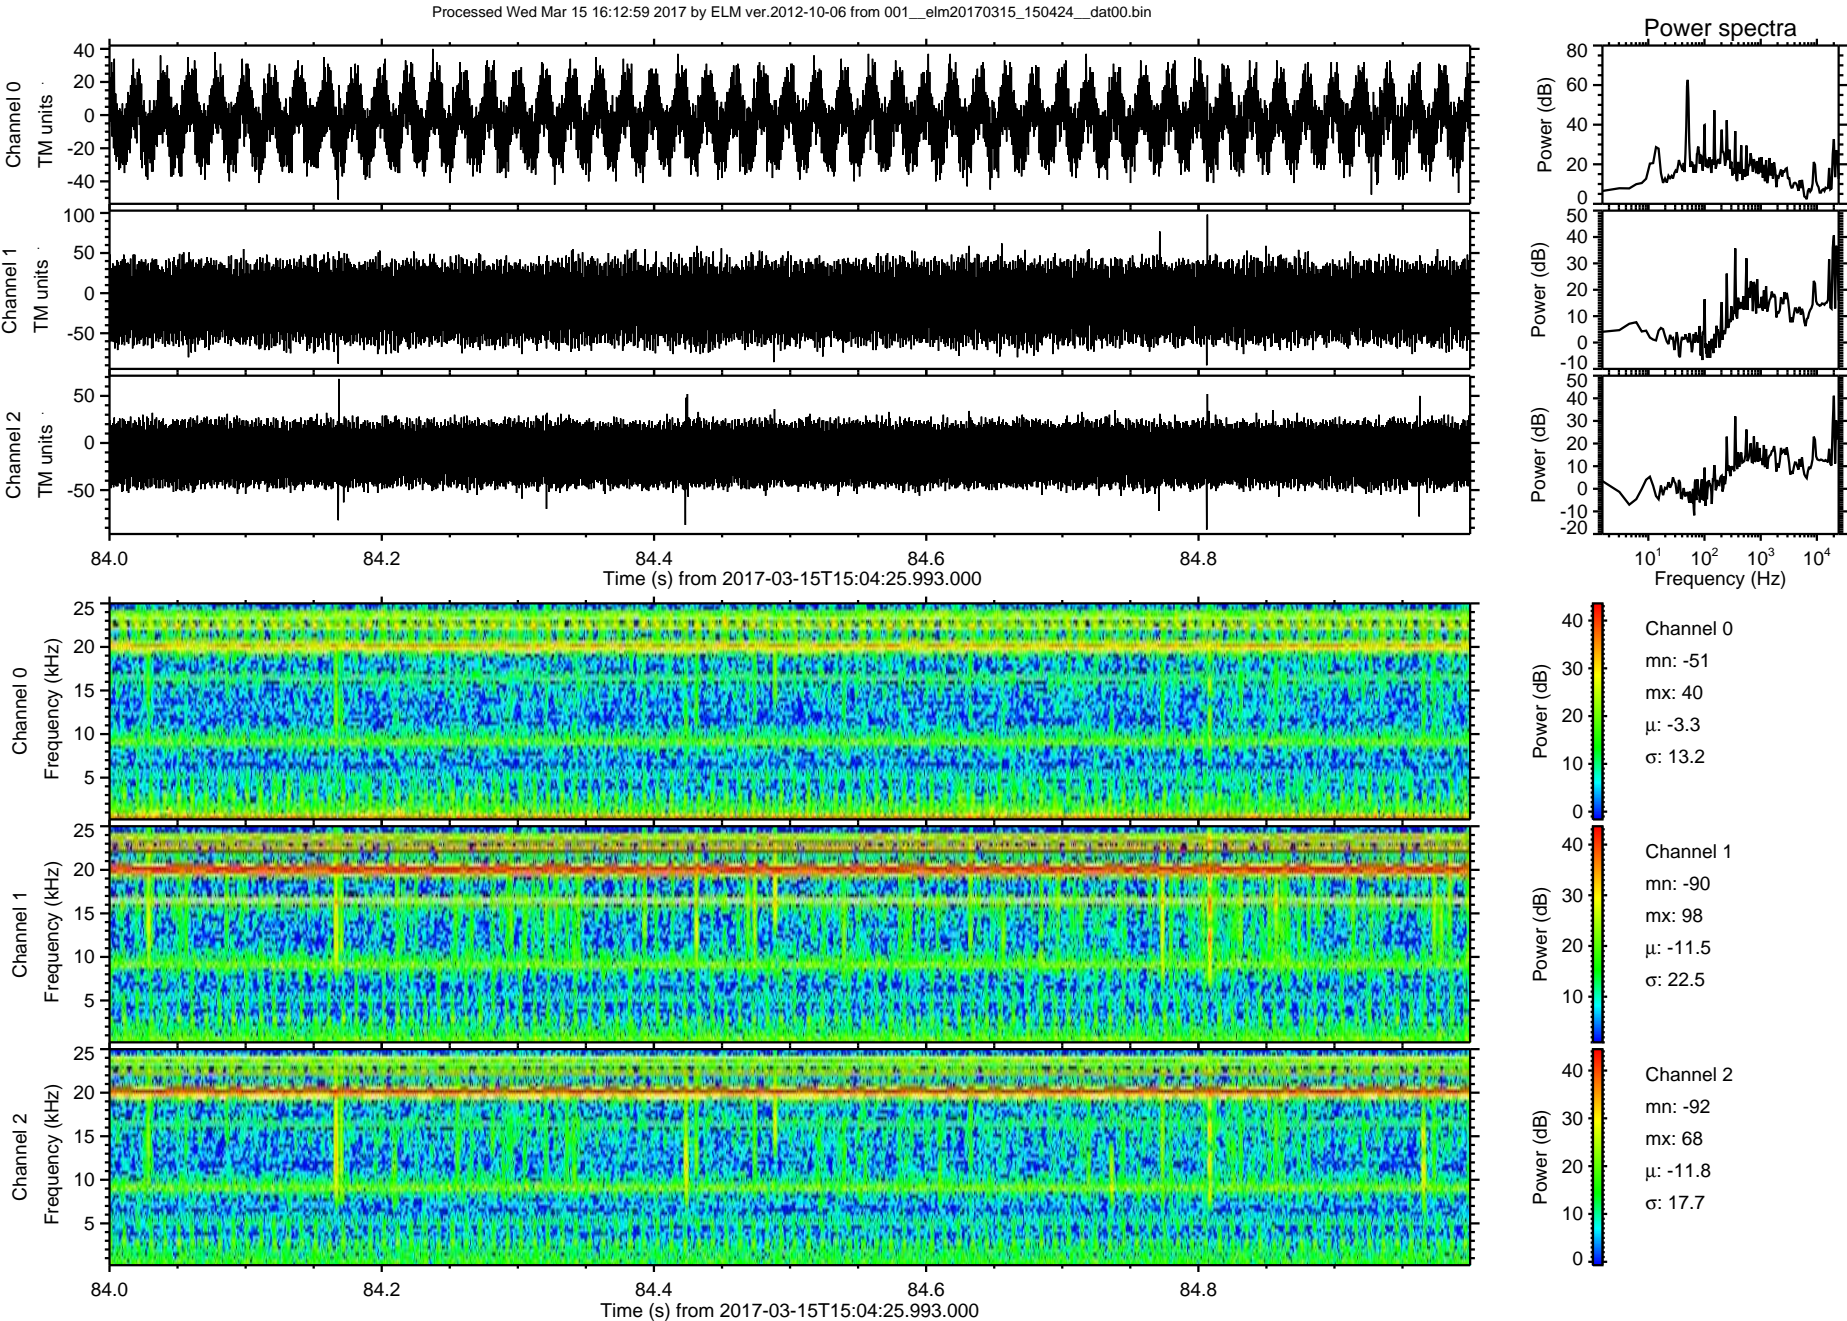 Processed Wed Mar 15 16:12:59 2017 by ELM ver.2012-10-06 from 001__elm20170315_150424__dat00.bin
Power spectra
Channel 0
TM units
40
20
0
-20
-40
Power (dB)
80
60
40
20
0
Channel 1
TM units
100
50
0
-50
Power (dB)
50
40
30
20
10
0
-10
Channel 2
TM units
50
0
-50
Power (dB)
50
40
30
20
10
0
-10
-20
84.0 84.2 84.4 84.6 84.8
Time (s) from 2017-03-15T15:04:25.993.000
10¹ 10² 10³ 10⁴
Frequency (Hz)
Channel 0
Frequency (kHz)
25
20
15
10
5
Power (dB)
40
30
20
10
0
Channel 0
mn: -51
mx: 40
μ: -3.3
σ: 13.2
Channel 1
Frequency (kHz)
25
20
15
10
5
Power (dB)
40
30
20
10
Channel 1
mn: -90
mx: 98
μ: -11.5
σ: 22.5
Channel 2
Frequency (kHz)
25
20
15
10
5
Power (dB)
40
30
20
10
0
Channel 2
mn: -92
mx: 68
μ: -11.8
σ: 17.7
84.0 84.2 84.4 84.6 84.8
Time (s) from 2017-03-15T15:04:25.993.000